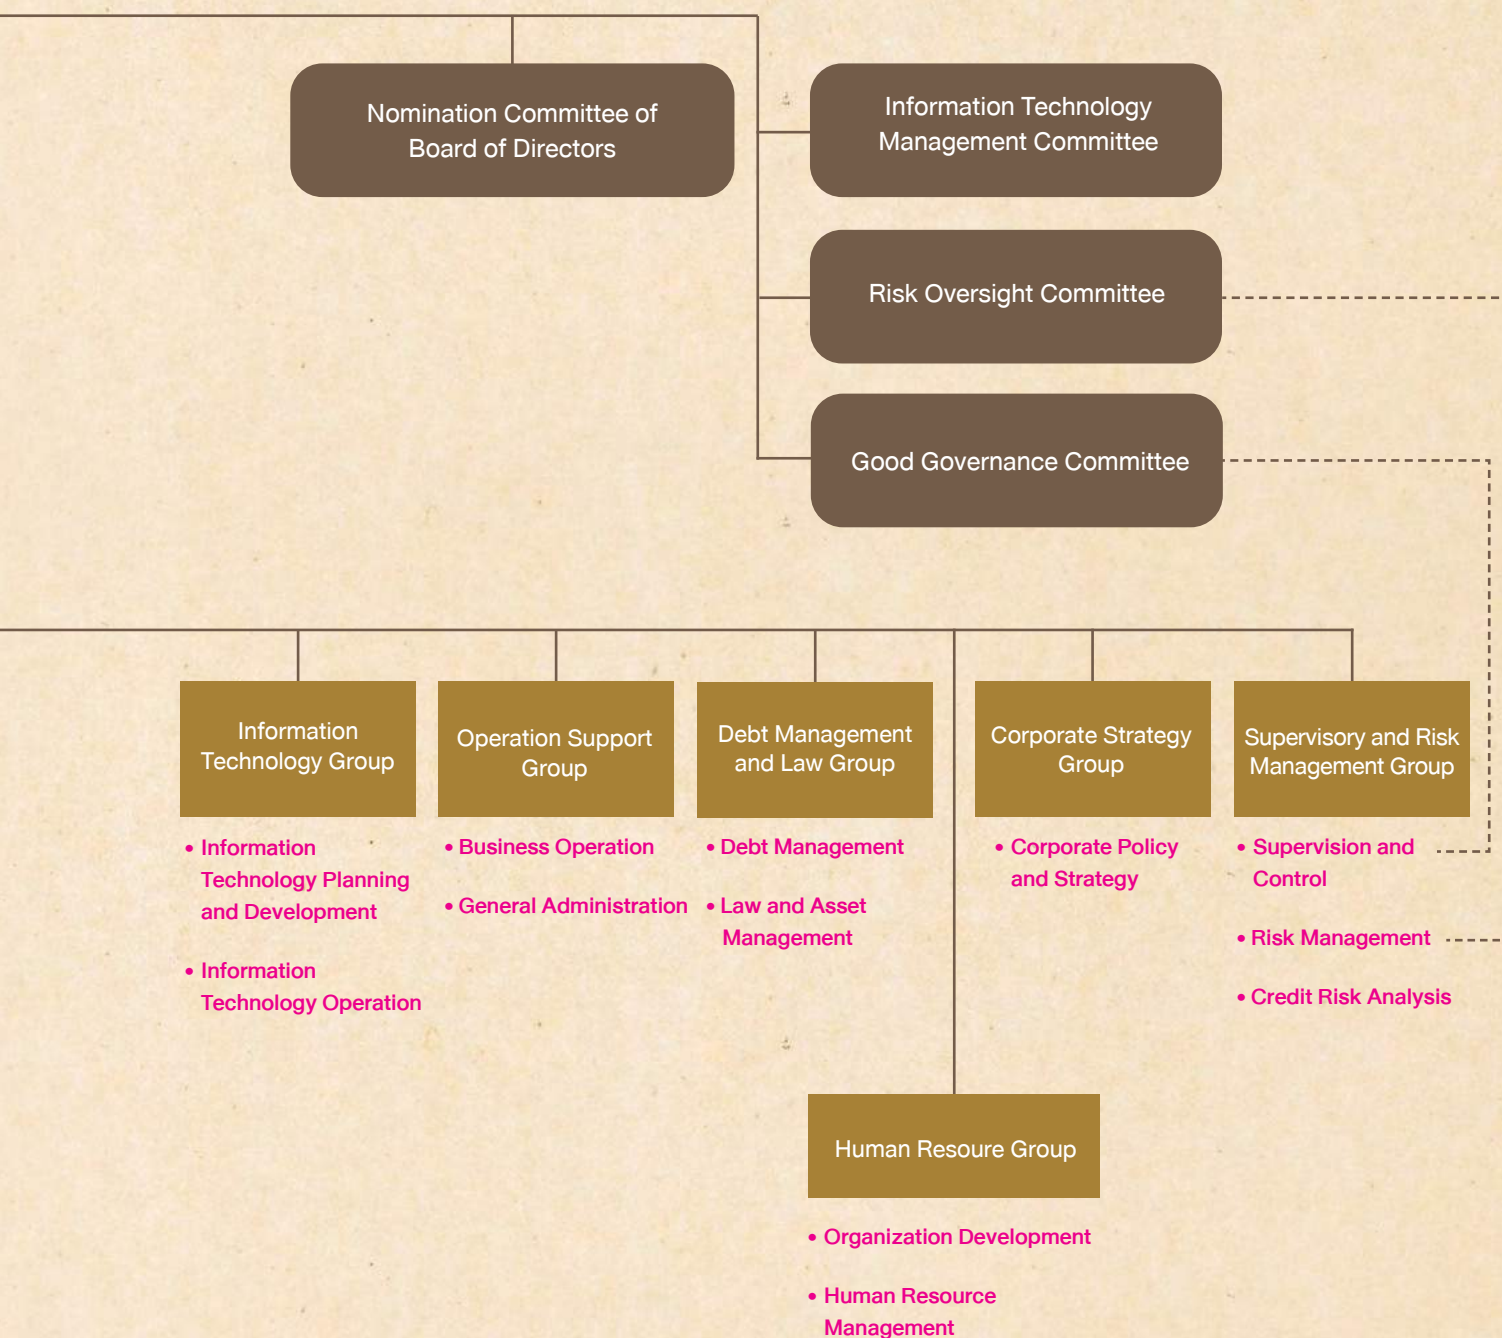 Nomination Committee of
Board of Directors
Information Technology
Management Committee
Risk Oversight Committee
Good Governance Committee
Information
Technology Group
• Information
Technology Planning
and Development
• Information
Technology Operation
Operation Support
Group
• Business Operation
• General Administration
Debt Management
and Law Group
• Debt Management
• Law and Asset
Management
Corporate Strategy
Group
• Corporate Policy
and Strategy
Supervisory and Risk
Management Group
• Supervision and
Control
• Risk Management
• Credit Risk Analysis
Human Resoure Group
• Organization Development
• Human Resource
Management